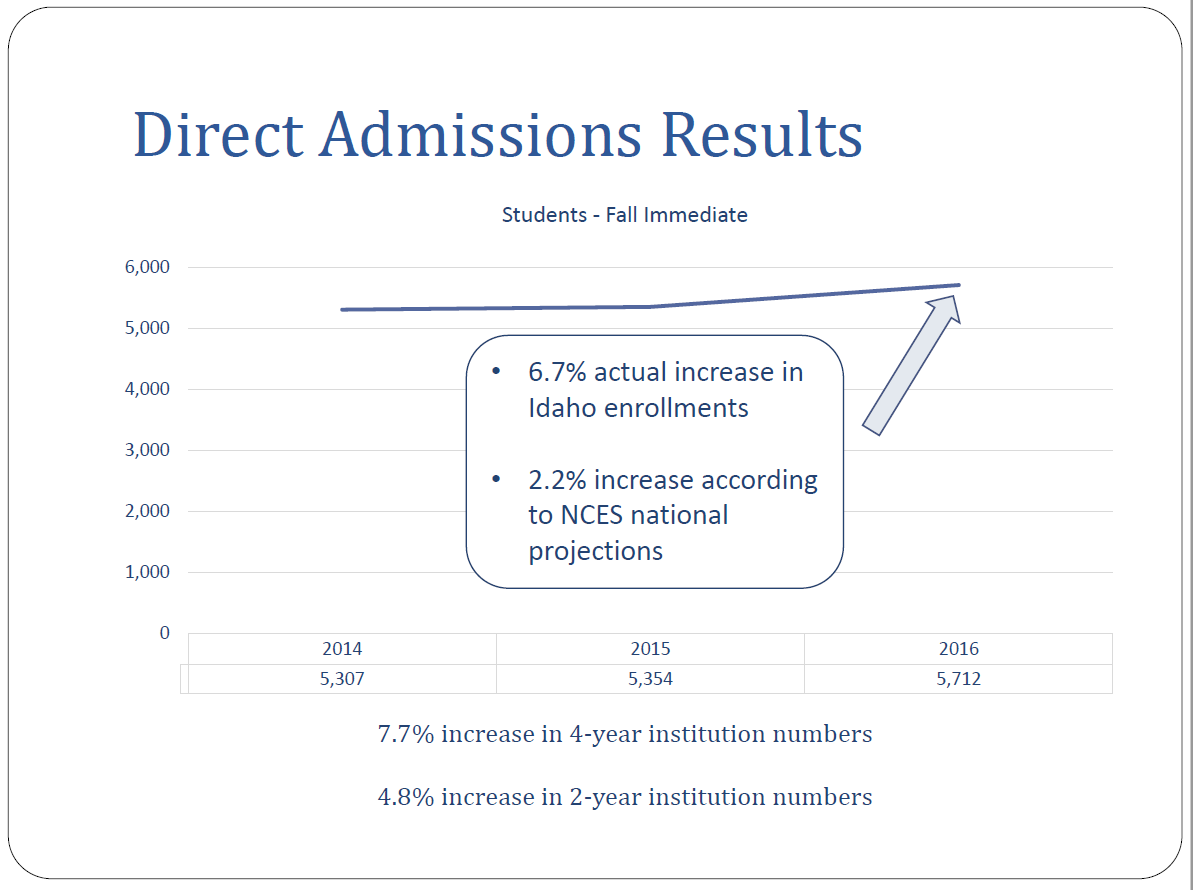 Direct Admissions Results
Students - Fall Immediate
6,000
5,000
4,000
3,000
2,000
1,000
0
• 6.7% actual increase in
Idaho enrollments
• 2.2% increase according
to NCES national
projections
2014 2015 2016
5,307 5,354 5,712
7.7% increase in 4-year institution numbers
4.8% increase in 2-year institution numbers